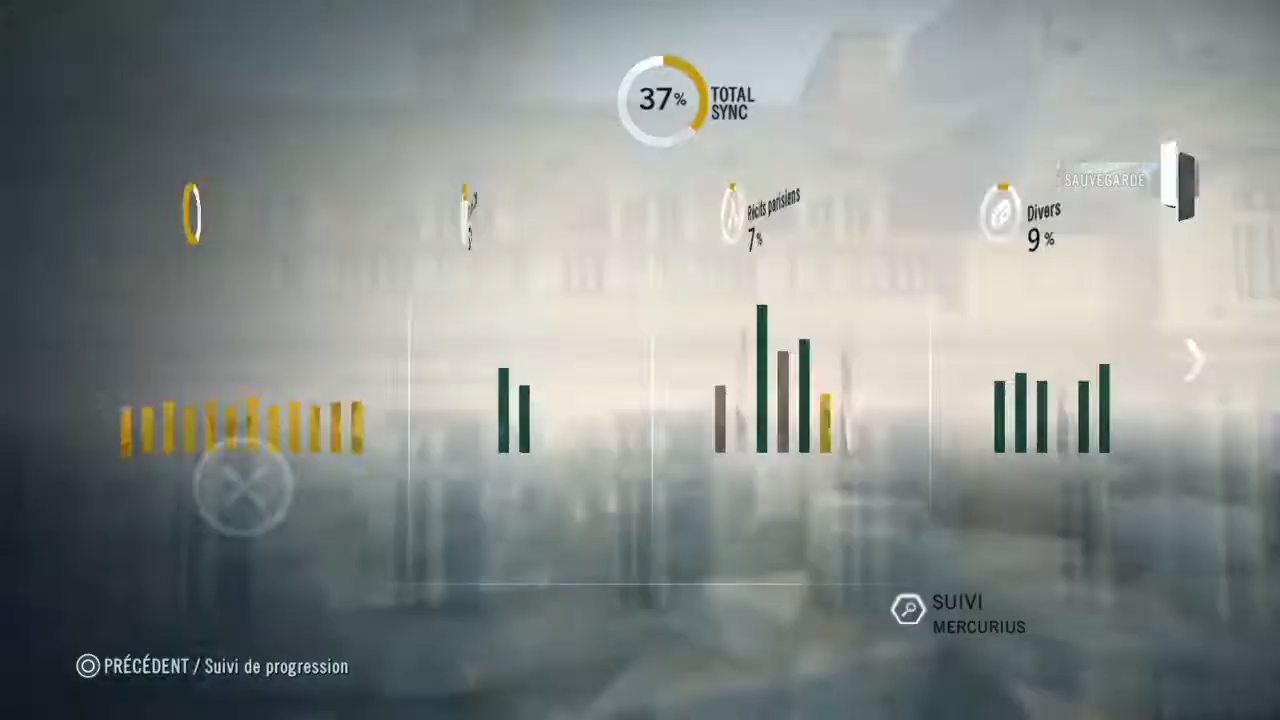 37%
TOTAL
SYNC
SAUVEGARDE
Récits parisiens
7%
Divers
9%
SUIVI
MERCURIUS
PRÉCÉDENT / Suivi de progression